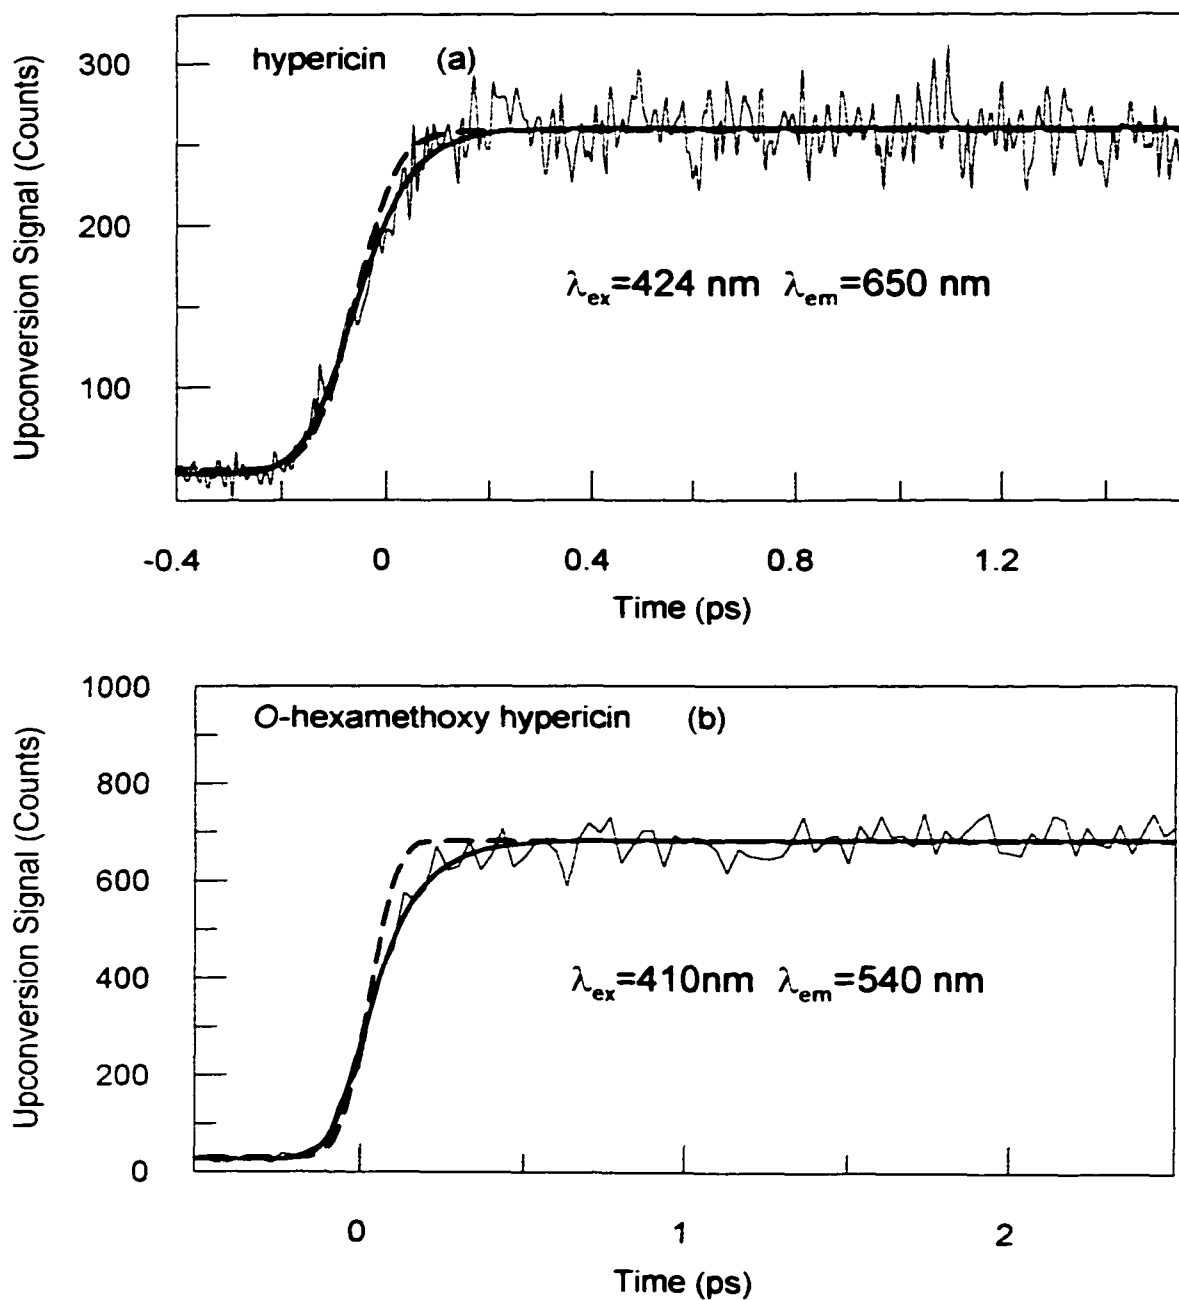 hypericin (a)
Upconversion Signal (Counts)
300
200
100
λex=424 nm λem=650 nm
-0.4 0 0.4 0.8 1.2
Time (ps)
O-hexamethoxy hypericin (b)
Upconversion Signal (Counts)
1000
800
600
400
200
0
λex=410nm λem=540 nm
0 1 2
Time (ps)